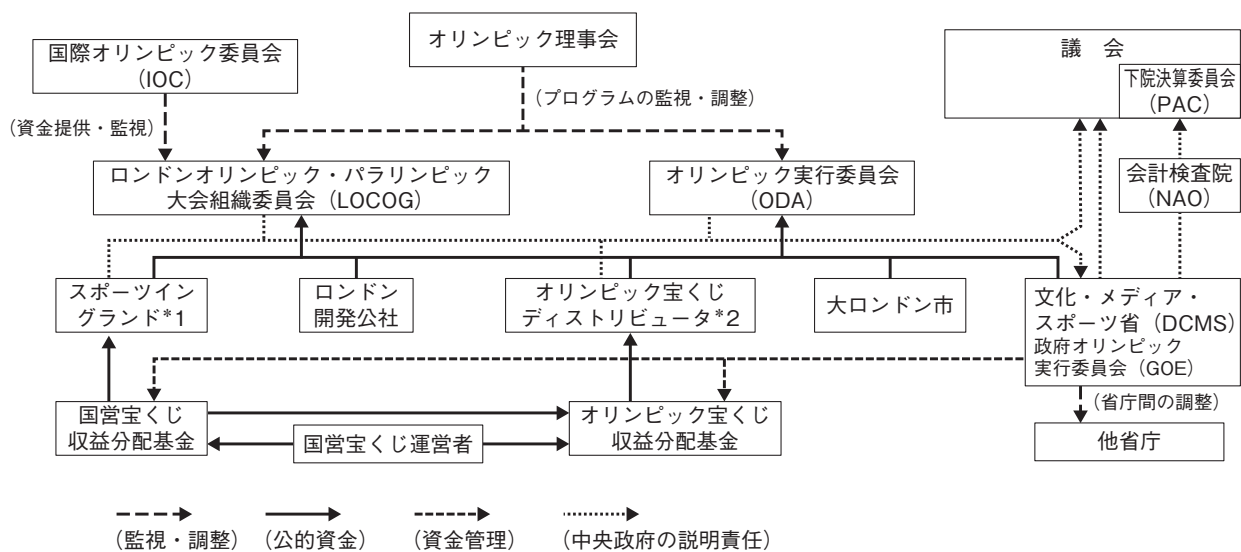 国際オリンピック委員会
(IOC)
オリンピック理事会
議　会
下院決算委員会
(PAC)
(資金提供・監視)
(プログラムの監視・調整)
ロンドンオリンピック・パラリンピック
大会組織委員会（LOCOG）
オリンピック実行委員会
(ODA)
会計検査院
(NAO)
スポーツイン
グランド*1
ロンドン
開発公社
オリンピック宝くじ
ディストリビュータ*2
大ロンドン市
文化・メディア・
スポーツ省（DCMS）
政府オリンピック
実行委員会（GOE）
(省庁間の調整)
国営宝くじ
収益分配基金
国営宝くじ運営者
オリンピック宝くじ
収益分配基金
他省庁
(監視・調整)
(公的資金)
(資金管理)
(中央政府の説明責任)